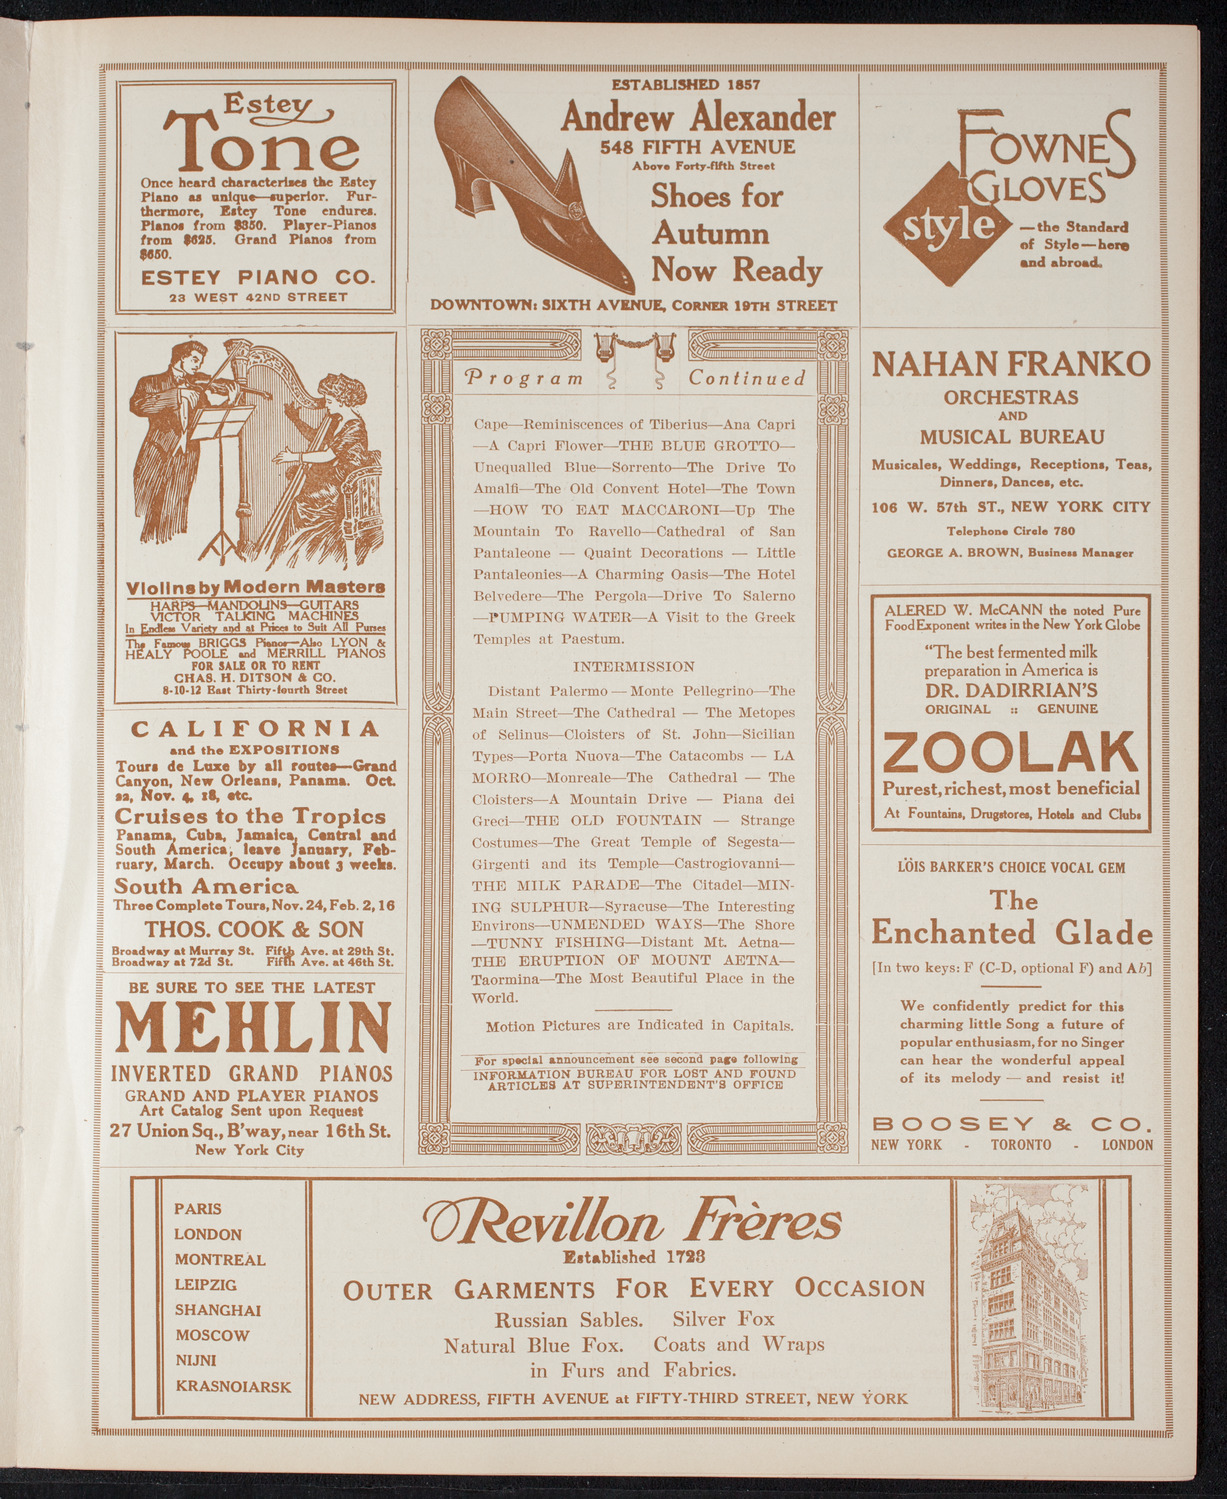 Estey
Tone
Once heard characterizes the Estey
Piano as unique—superior. Fur-
thermore, Estey Tone endures.
Pianos from $350. Player-Pianos
from $625. Grand Pianos from
$650.
ESTEY PIANO CO.
23 WEST 42ND STREET
ESTABLISHED 1857
Andrew Alexander
548 FIFTH AVENUE
Above Forty-fifth Street
Shoes for
Autumn
Now Ready
DOWNTOWN: SIXTH AVENUE, CORNER 19TH STREET
FOWNES
GLOVES
style
—the Standard
of Style—here
and abroad.
Violins by Modern Masters
HARPS—MANDOLINS—GUITARS
VICTOR TALKING MACHINES
In Endless Variety and at Prices to Suit All Purses
The Famous BRIGGS Pianos—Also LYON &
HEALY POOLE and MERRILL PIANOS
FOR SALE OR TO RENT
CHAS. H. DITSON & CO.
8-10-12 East Thirty-fourth Street
CALIFORNIA
and the EXPOSITIONS
Tours de Luxe by all routes—Grand
Canyon, New Orleans, Panama. Oct.
22, Nov. 4, 18, etc.
Cruises to the Tropics
Panama, Cuba, Jamaica, Central and
South America, leave January, Feb-
ruary, March. Occupy about 3 weeks.
South America
Three Complete Tours, Nov. 24, Feb. 2, 16
THOS. COOK & SON
Broadway at Murray St. Fifth Ave. at 29th St.
Broadway at 72d St. Fifth Ave. at 46th St.
BE SURE TO SEE THE LATEST
MEHLIN
INVERTED GRAND PIANOS
GRAND AND PLAYER PIANOS
Art Catalog Sent upon Request
27 Union Sq., B'way, near 16th St.
New York City
Program Continued
Cape—Reminiscences of Tiberius—Ana Capri
—A Capri Flower—THE BLUE GROTTO—
Unequalled Blue—Sorrento—The Drive To
Amalfi—The Old Convent Hotel—The Town
—HOW TO EAT MACCARONI—Up The
Mountain To Ravello—Cathedral of San
Pantaleone — Quaint Decorations — Little
Pantaleonies—A Charming Oasis—The Hotel
Belvedere—The Pergola—Drive To Salerno
—PUMPING WATER—A Visit to the Greek
Temples at Paestum.
INTERMISSION
Distant Palermo—Monte Pellegrino—The
Main Street—The Cathedral — The Metopes
of Selinus—Cloisters of St. John—Sicilian
Types—Porta Nuova—The Catacombs — LA
MORRO—Monreale—The Cathedral — The
Cloisters—A Mountain Drive — Piana dei
Greci—THE OLD FOUNTAIN — Strange
Costumes—The Great Temple of Segesta—
Girgenti and its Temple—Castrogiovanni—
THE MILK PARADE—The Citadel—MIN-
ING SULPHUR—Syracuse—The Interesting
Environs—UNMENDED WAYS—The Shore
—TUNNY FISHING—Distant Mt. Aetna—
THE ERUPTION OF MOUNT AETNA—
Taormina—The Most Beautiful Place in the
World.
Motion Pictures are Indicated in Capitals.
For special announcement see second page following
INFORMATION BUREAU FOR LOST AND FOUND
ARTICLES AT SUPERINTENDENT'S OFFICE
NAHAN FRANKO
ORCHESTRAS
AND
MUSICAL BUREAU
Musicales, Weddings, Receptions, Teas,
Dinners, Dances, etc.
106 W. 57th ST., NEW YORK CITY
Telephone Circle 780
GEORGE A. BROWN, Business Manager
ALERED W. McCANN the noted Pure
Food Exponent writes in the New York Globe
"The best fermented milk
preparation in America is
DR. DADIRRIAN'S
ORIGINAL :: GENUINE
ZOOLAK
Purest, richest, most beneficial
At Fountains, Drugstores, Hotels and Clubs
LÖIS BARKER'S CHOICE VOCAL GEM
The
Enchanted Glade
[In two keys: F (C-D, optional F) and Ab]
We confidently predict for this
charming little Song a future of
popular enthusiasm, for no Singer
can hear the wonderful appeal
of its melody — and resist it!
BOOSEY & CO.
NEW YORK - TORONTO - LONDON
PARIS
LONDON
MONTREAL
LEIPZIG
SHANGHAI
MOSCOW
NIJNI
KRASNOIARSK
Revillon Frères
Established 1723
OUTER GARMENTS FOR EVERY OCCASION
Russian Sables. Silver Fox
Natural Blue Fox. Coats and Wraps
in Furs and Fabrics.
NEW ADDRESS, FIFTH AVENUE at FIFTY-THIRD STREET, NEW YORK